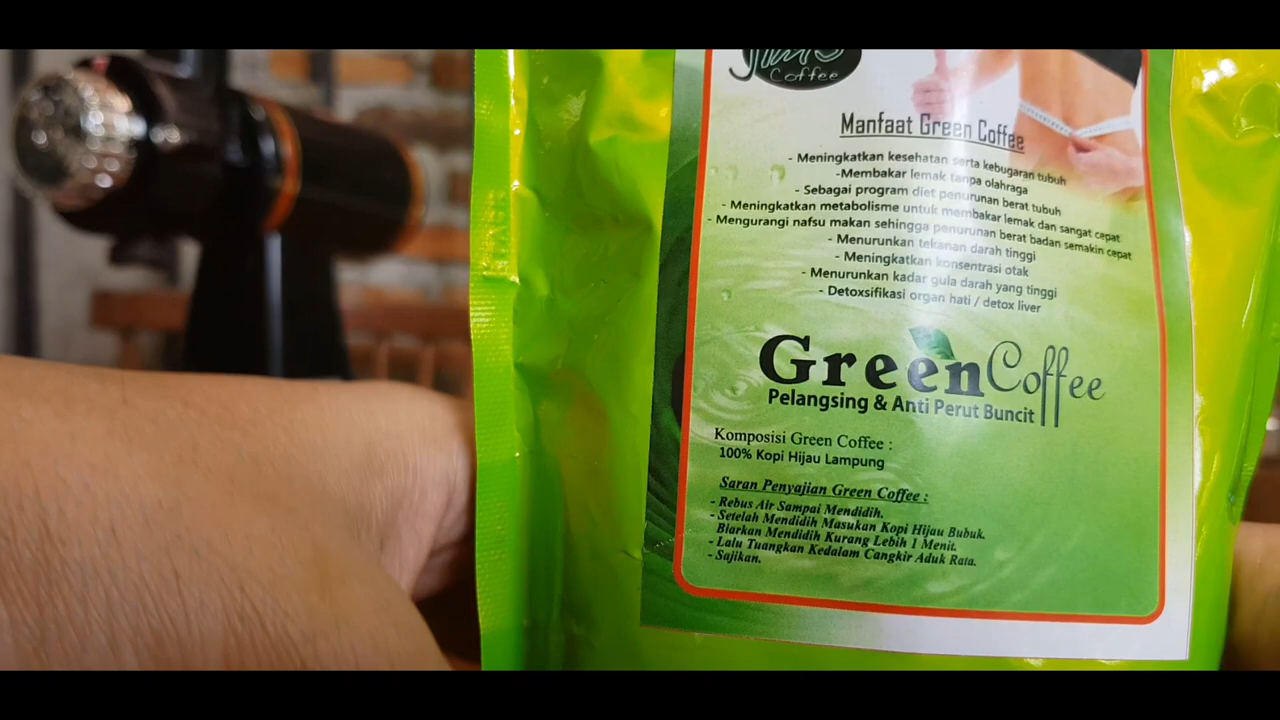 Coffee
Manfaat Green Coffee
- Meningkatkan kesehatan serta kebugaran tubuh
-Membakar lemak tanpa olahraga
- Sebagai program diet penurunan berat tubuh
- Meningkatkan metabolisme untuk membakar lemak dan sangat cepat
- Mengurangi nafsu makan sehingga penurunan berat badan semakin cepat
- Menurunkan tekanan darah tinggi
- Meningkatkan konsentrasi otak
- Menurunkan kadar gula darah yang tinggi
- Detoxsifikasi organ hati / detox liver
Green Coffee
Pelangsing & Anti Perut Buncit
Komposisi Green Coffee :
100% Kopi Hijau Lampung
Saran Penyajian Green Coffee :
- Rebus Air Sampai Mendidih.
- Setelah Mendidih Masukan Kopi Hijau Bubuk.
Biarkan Mendidih Kurang Lebih 1 Menit.
- Lalu Tuangkan Kedalam Cangkir Aduk Rata.
- Sajikan.